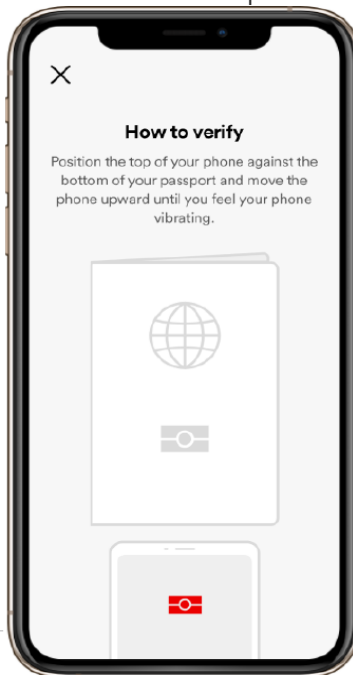 How to verify
Position the top of your phone against the
bottom of your passport and move the
phone upward until you feel your phone
vibrating.